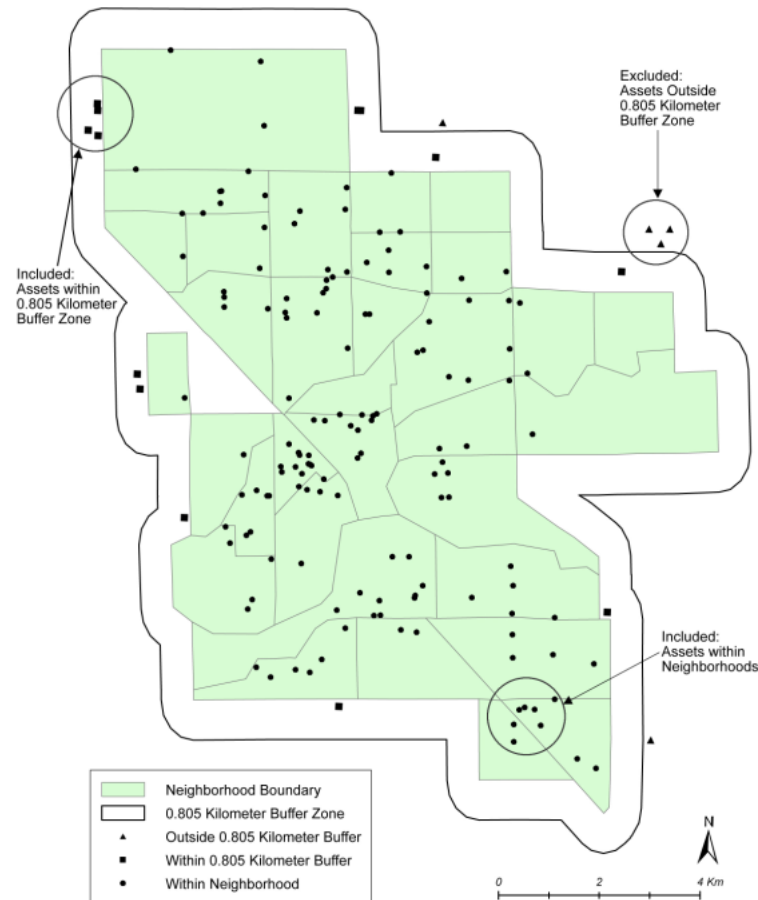 Excluded:
Assets Outside
0.805 Kilometer
Buffer Zone
Included:
Assets within
0.805 Kilometer
Buffer Zone
Included:
Assets within
Neighborhoods
Neighborhood Boundary
0.805 Kilometer Buffer Zone
Outside 0.805 Kilometer Buffer
Within 0.805 Kilometer Buffer
Within Neighborhood
N
0 2 4 Km